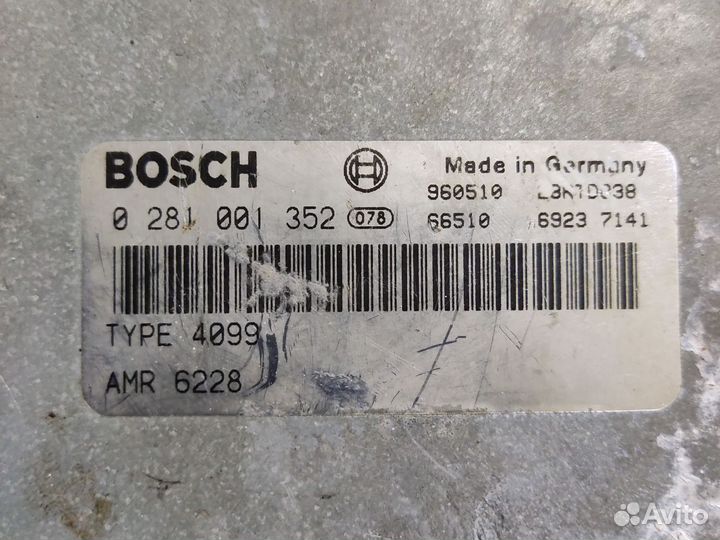 BOSCH
Made in Germany
960510
0 281 001 352 078 66510 6923 7141
TYPE 4099
AMR 6228
Avito